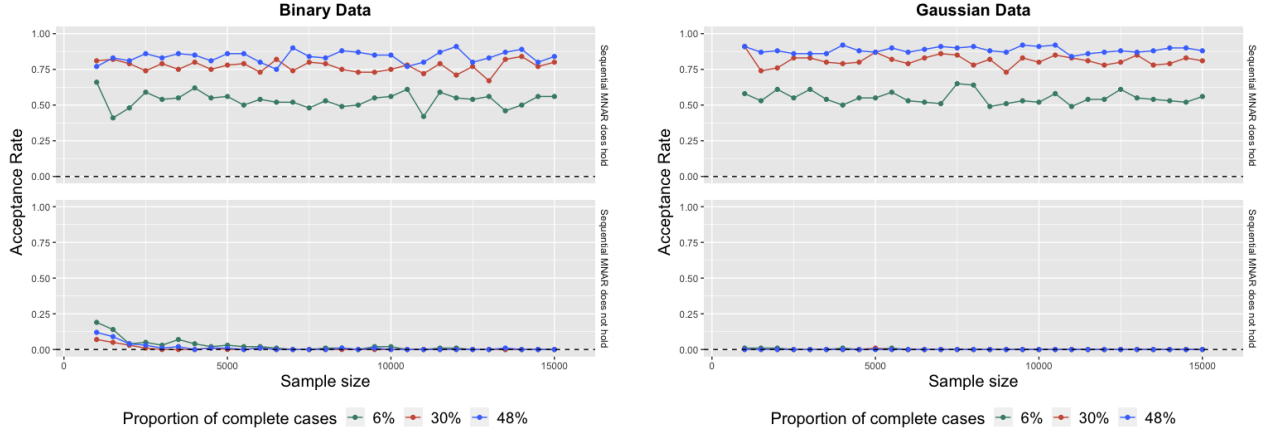 Binary Data
Acceptance Rate
1.00
0.75
0.50
0.25
0.00
Sequential MNAR does hold
1.00
0.75
0.50
0.25
0.00
Sequential MNAR does not hold
0
5000
10000
15000
Sample size
Proportion of complete cases 6% 30% 48%
Gaussian Data
Acceptance Rate
1.00
0.75
0.50
0.25
0.00
Sequential MNAR does hold
1.00
0.75
0.50
0.25
0.00
Sequential MNAR does not hold
0
5000
10000
15000
Sample size
Proportion of complete cases 6% 30% 48%